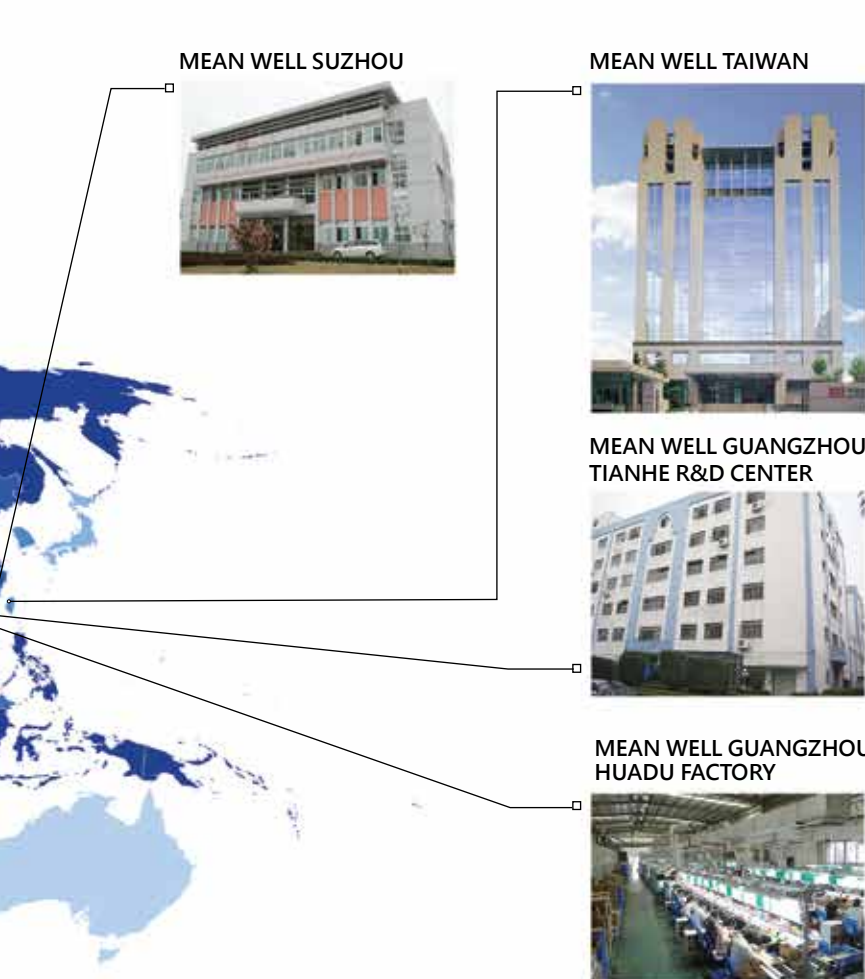 MEAN WELL SUZHOU
MEAN WELL TAIWAN
MEAN WELL GUANGZHOU
TIANHE R&D CENTER
MEAN WELL GUANGZHOU
HUADU FACTORY